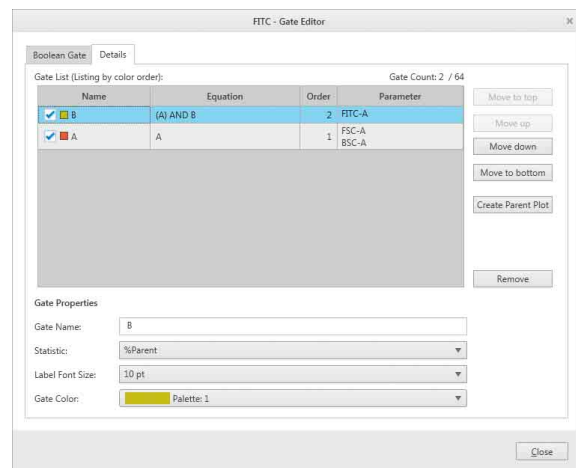 FITC - Gate Editor
Boolean Gate Details
Gate List (Listing by color order): Gate Count: 2 / 64
Name Equation Order Parameter
B (A) AND B 2 FITC-A
A A 1 FSC-A
BSC-A
Move to top
Move up
Move down
Move to bottom
Create Parent Plot
Remove
Gate Properties
Gate Name: B
Statistic: %Parent
Label Font Size: 10 pt
Gate Color: Palette: 1
Close